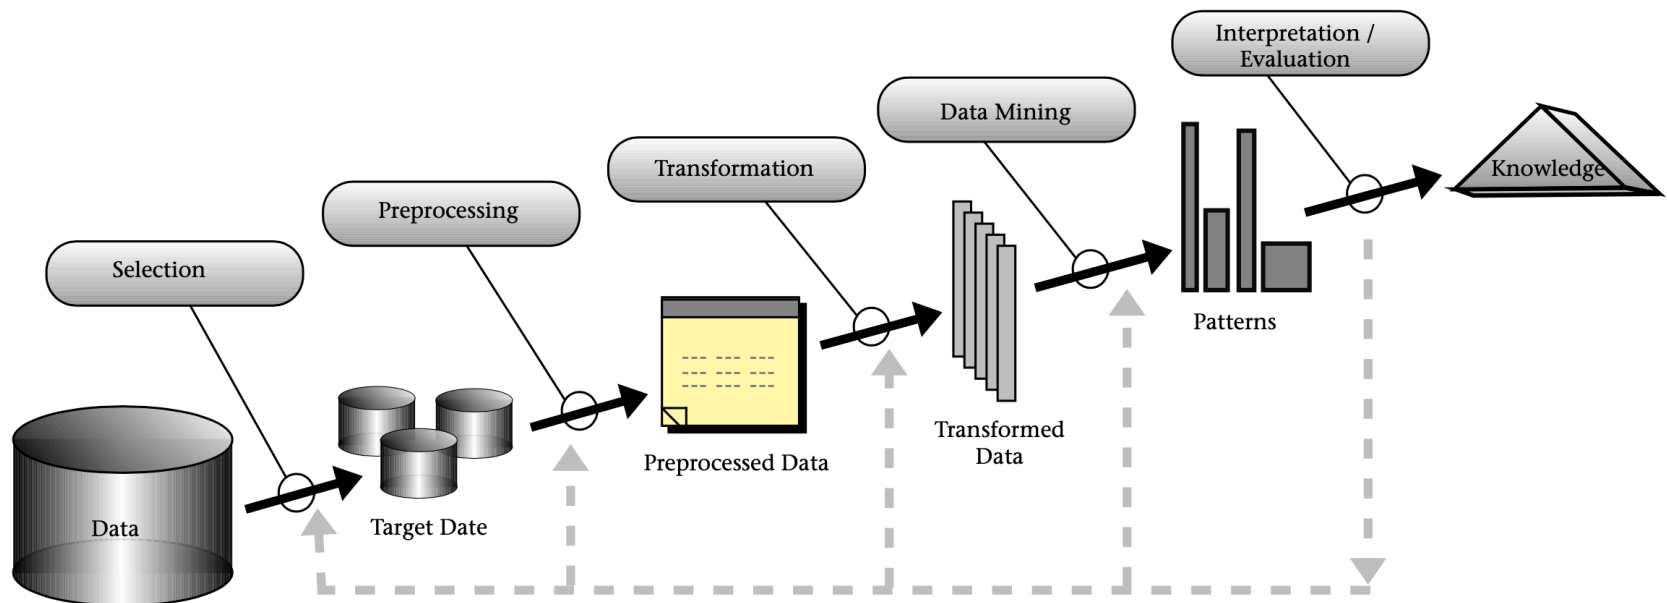 Interpretation /
Evaluation
Data Mining
Transformation
Knowledge
Preprocessing
Selection
Patterns
Transformed
Data
Preprocessed Data
Target Date
Data